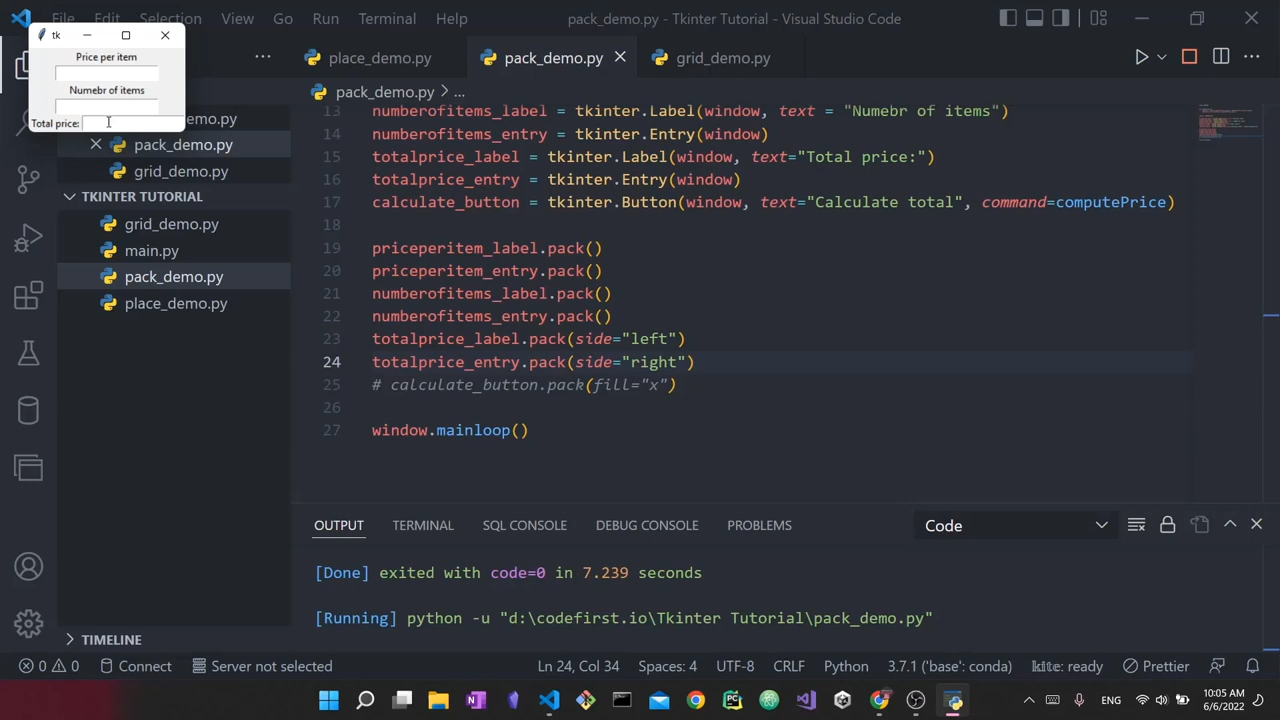 File Edit Selection View Go Run Terminal Help
pack_demo.py - Tkinter Tutorial - Visual Studio Code
tk
Price per item
Numebr of items
Total price:
place_demo.py
pack_demo.py
grid_demo.py
pack_demo.py > ...
emo.py
pack_demo.py
grid_demo.py
TKINTER TUTORIAL
grid_demo.py
main.py
pack_demo.py
place_demo.py
TIMELINE
13 numberofitems_label = tkinter.Label(window, text = "Numebr of items")
14 numberofitems_entry = tkinter.Entry(window)
15 totalprice_label = tkinter.Label(window, text="Total price:")
16 totalprice_entry = tkinter.Entry(window)
17 calculate_button = tkinter.Button(window, text="Calculate total", command=computePrice)
18
19 priceperitem_label.pack()
20 priceperitem_entry.pack()
21 numberofitems_label.pack()
22 numberofitems_entry.pack()
23 totalprice_label.pack(side="left")
24 totalprice_entry.pack(side="right")
25 # calculate_button.pack(fill="x")
26
27 window.mainloop()
OUTPUT TERMINAL SQL CONSOLE DEBUG CONSOLE PROBLEMS
Code
[Done] exited with code=0 in 7.239 seconds
[Running] python -u "d:\codefirst.io\Tkinter Tutorial\pack_demo.py"
0 0 Connect Server not selected Ln 24, Col 34 Spaces: 4 UTF-8 CRLF Python 3.7.1 ('base': conda) kite: ready Prettier
ENG
10:05 AM
6/6/2022